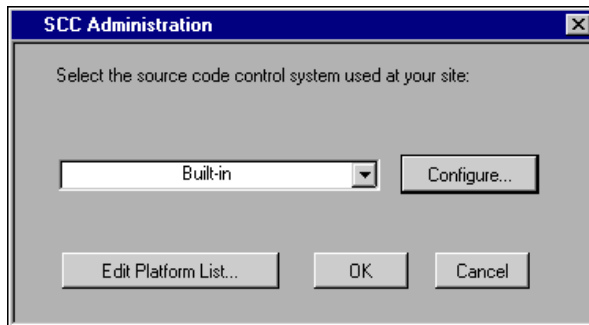 SCC Administration
Select the source code control system used at your site:
Built-in
Configure...
Edit Platform List...
OK
Cancel